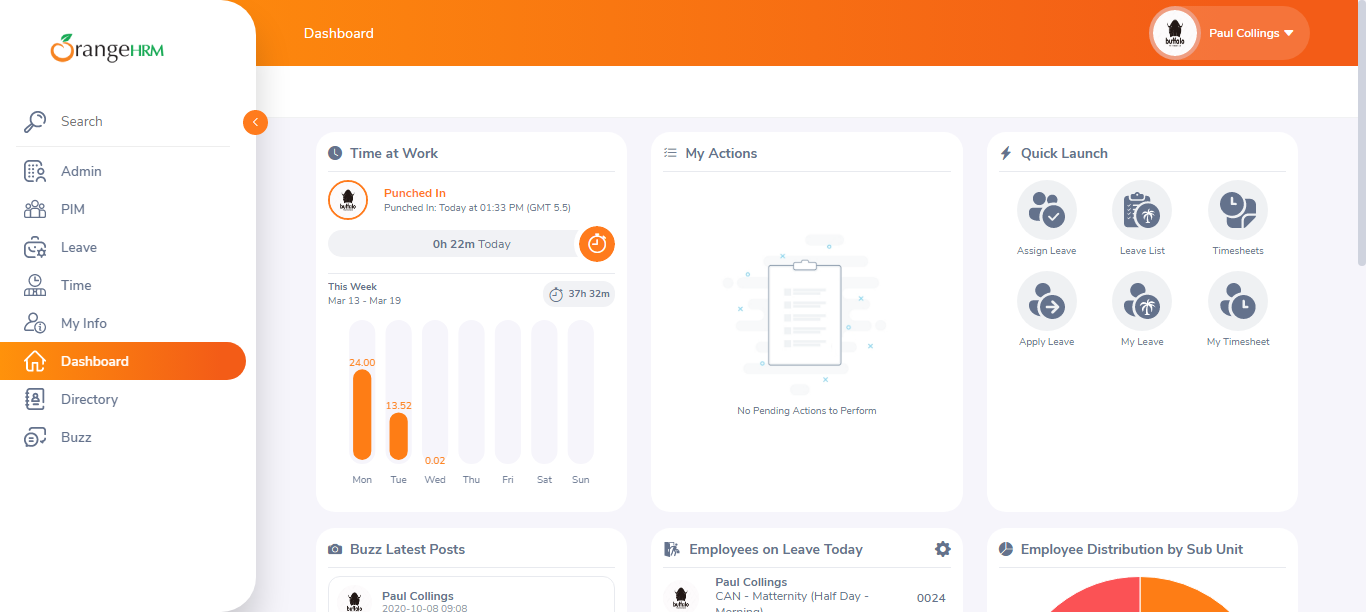 OrangeHRM
Dashboard
buffalo
Paul Collings
Search
Admin
PIM
Leave
Time
My Info
Dashboard
Directory
Buzz
Time at Work
buffalo
Punched In
Punched In: Today at 01:33 PM (GMT 5.5)
0h 22m Today
This Week
Mar 13 - Mar 19
37h 32m
24.00
13.52
0.02
Mon Tue Wed Thu Fri Sat Sun
My Actions
No Pending Actions to Perform
Quick Launch
Assign Leave
Leave List
Timesheets
Apply Leave
My Leave
My Timesheet
Buzz Latest Posts
buffalo
Paul Collings
2020-10-08 09:08
Employees on Leave Today
buffalo
Paul Collings
CAN - Matternity (Half Day -
Morning)
0024
Employee Distribution by Sub Unit